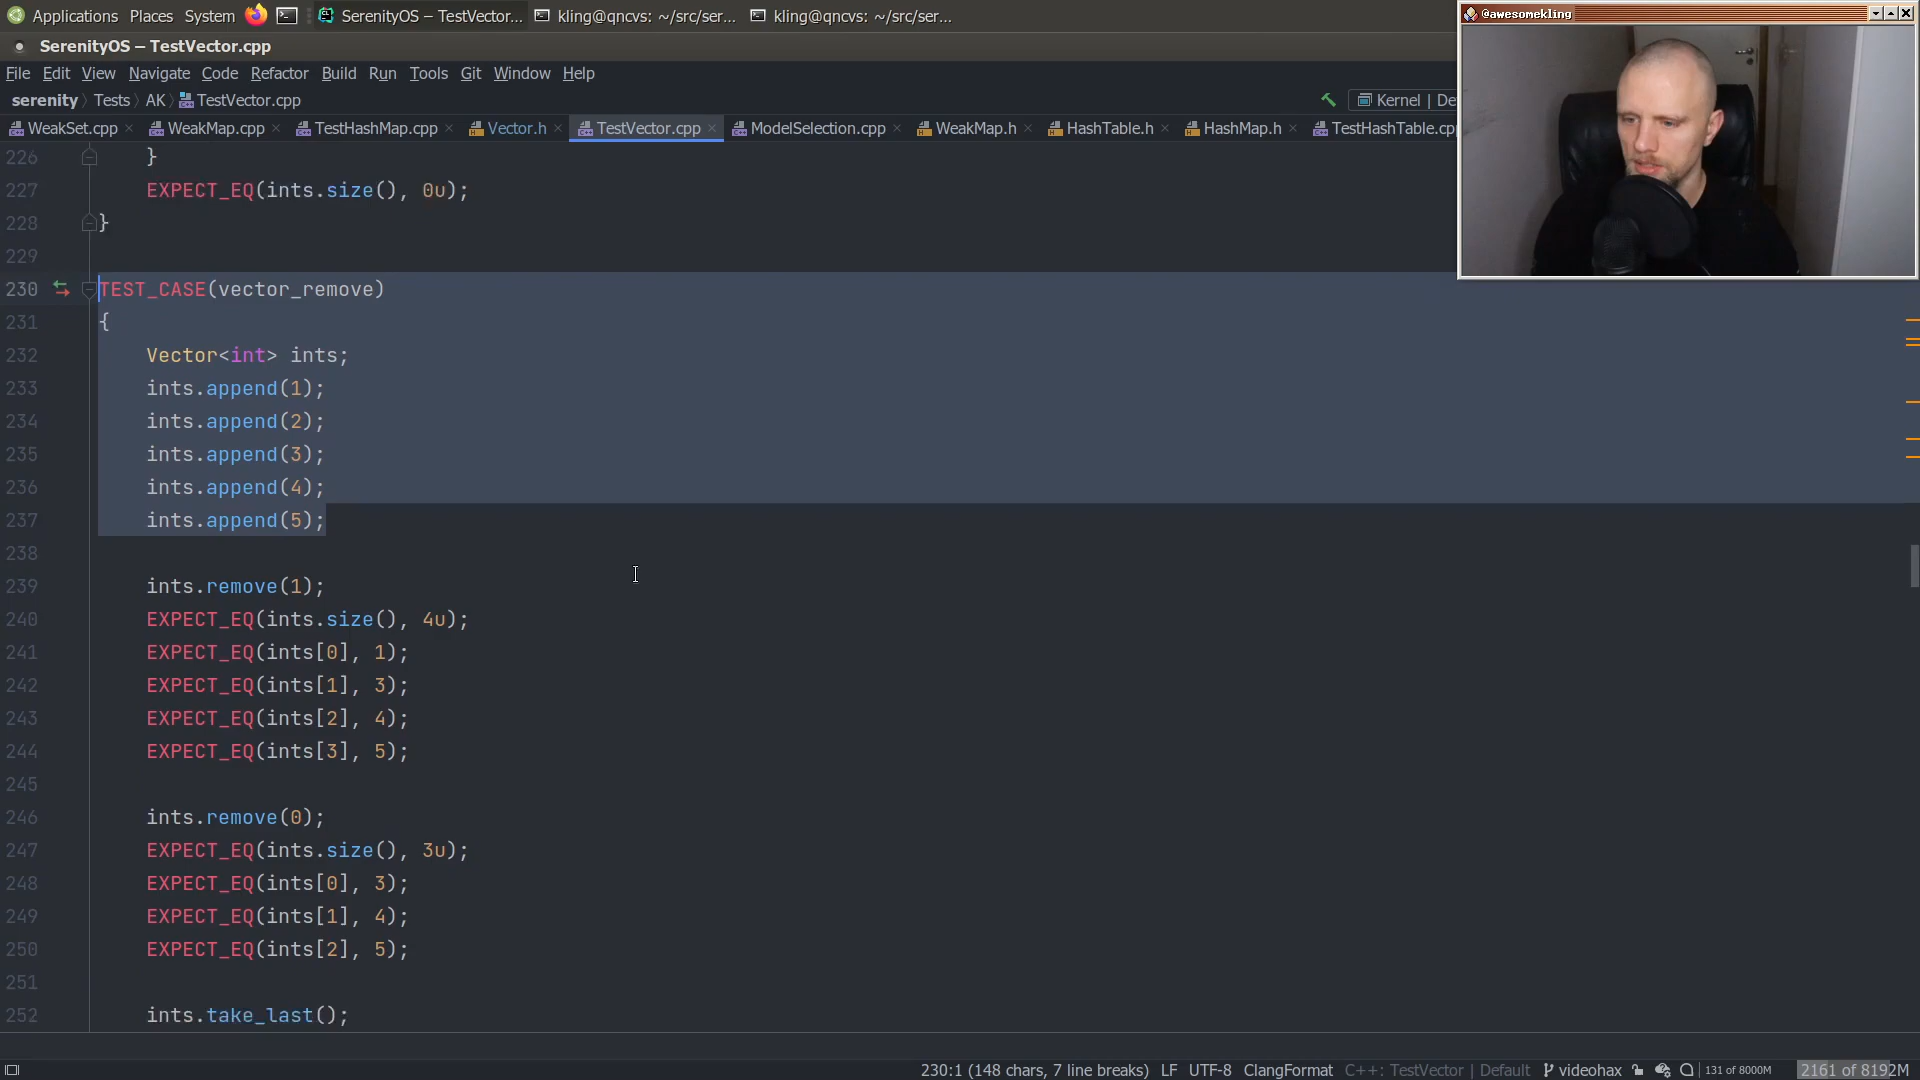 Applications Places System SerenityOS – TestVector... kling@qncvs: ~/src/ser... kling@qncvs: ~/src/ser...
@awesomekling
SerenityOS – TestVector.cpp
File Edit View Navigate Code Refactor Build Run Tools Git Window Help
serenity Tests AK TestVector.cpp Kernel | De
WeakSet.cpp WeakMap.cpp TestHashMap.cpp Vector.h TestVector.cpp ModelSelection.cpp WeakMap.h HashTable.h HashMap.h TestHashTable.cp
226 }
227 EXPECT_EQ(ints.size(), 0u);
228 }
229
230 TEST_CASE(vector_remove)
231 {
232 Vector<int> ints;
233 ints.append(1);
234 ints.append(2);
235 ints.append(3);
236 ints.append(4);
237 ints.append(5);
238
239 ints.remove(1);
240 EXPECT_EQ(ints.size(), 4u);
241 EXPECT_EQ(ints[0], 1);
242 EXPECT_EQ(ints[1], 3);
243 EXPECT_EQ(ints[2], 4);
244 EXPECT_EQ(ints[3], 5);
245
246 ints.remove(0);
247 EXPECT_EQ(ints.size(), 3u);
248 EXPECT_EQ(ints[0], 3);
249 EXPECT_EQ(ints[1], 4);
250 EXPECT_EQ(ints[2], 5);
251
252 ints.take_last();
230:1 (148 chars, 7 line breaks) LF UTF-8 ClangFormat C++: TestVector | Default videohax 131 of 8000M 2161 of 8192M